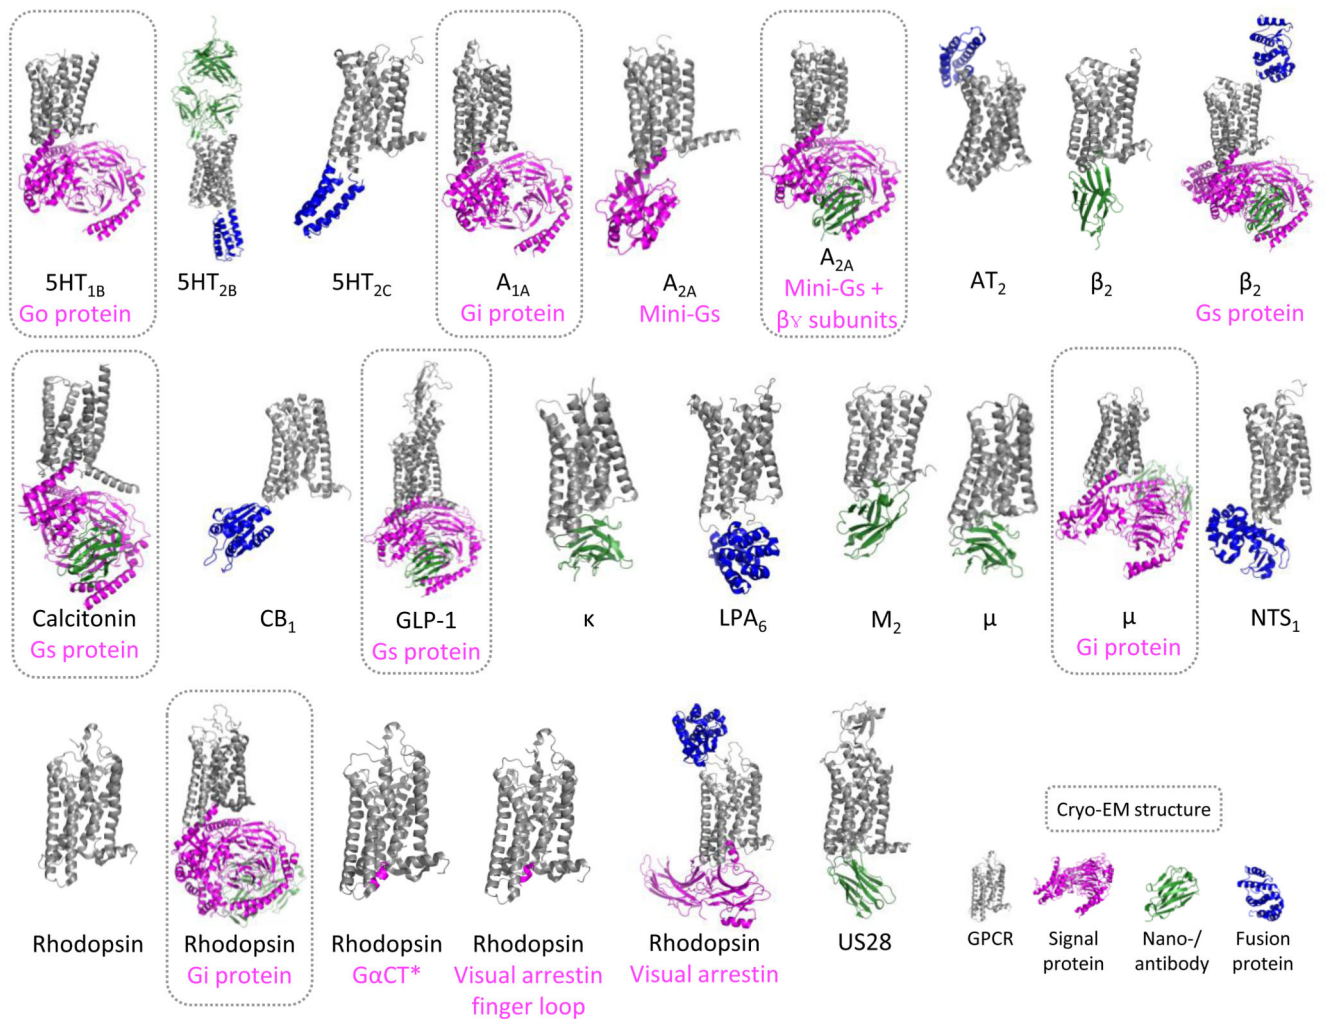 5HT1B
Go protein
5HT2B
5HT2C
A1A
Gi protein
A2A
Mini-Gs
A2A
Mini-Gs +
βγ subunits
AT2
β2
β2
Gs protein
Calcitonin
Gs protein
CB1
GLP-1
Gs protein
κ
LPA6
M2
μ
μ
Gi protein
NTS1
Rhodopsin
Rhodopsin
Gi protein
Rhodopsin
GαCT*
Rhodopsin
Visual arrestin
finger loop
Rhodopsin
Visual arrestin
US28
Cryo-EM structure
GPCR
Signal
protein
Nano-/
antibody
Fusion
protein